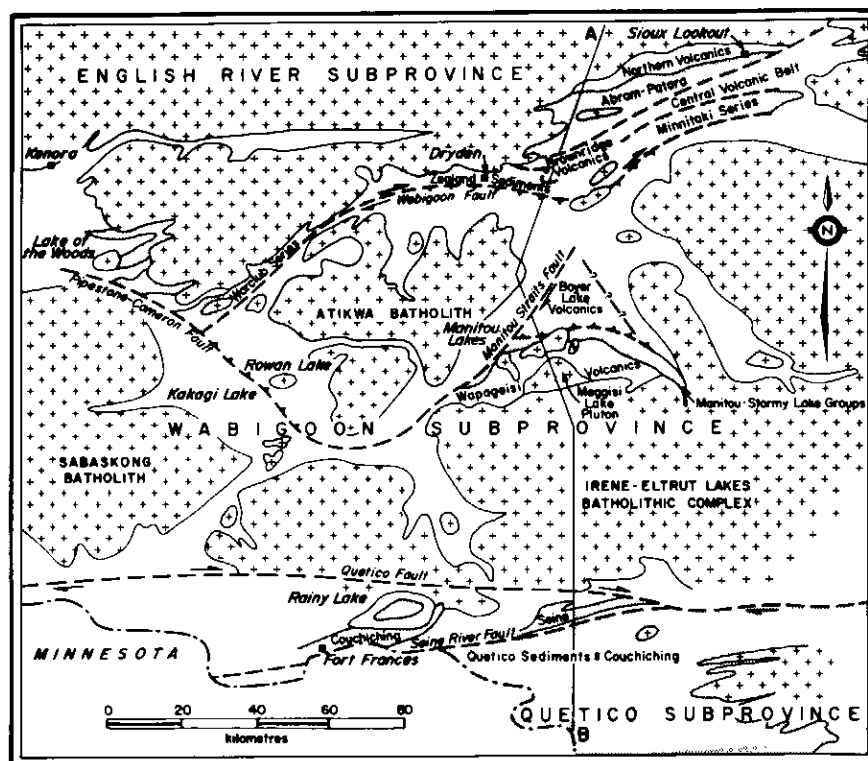 A
Sioux Lookout
Northern Volcanics
ENGLISH RIVER SUBPROVINCE
Abram-Patara
Central Volcanic Belt
Minnitaki Series
Kenora
Dryden
Brownridge
Volcanics
Zealand Sediments
Wabigoon Fault
N
Lake of
the Woods
Warclub Series
Pipestone-Cameron Fault
Manitou Straits Fault
? ? ?
Boyer
Lake
Volcanics
ATIKWA BATHOLITH
Manitou
Lakes
Rowan Lake
Kakagi Lake
Wapageisi Volcanics
Meggisi
Lake
Pluton
Manitou-Stormy Lake Groups
WABIGOON SUBPROVINCE
SABASKONG
BATHOLITH
IRENE-ELTRUT LAKES
BATHOLITHIC COMPLEX
Quetico Fault
Rainy Lake
Seine
Couchiching
Seine River Fault
MINNESOTA
Fort Frances
Quetico Sediments & Couchiching
0 20 40 60 80
kilometres
QUETICO SUBPROVINCE
B